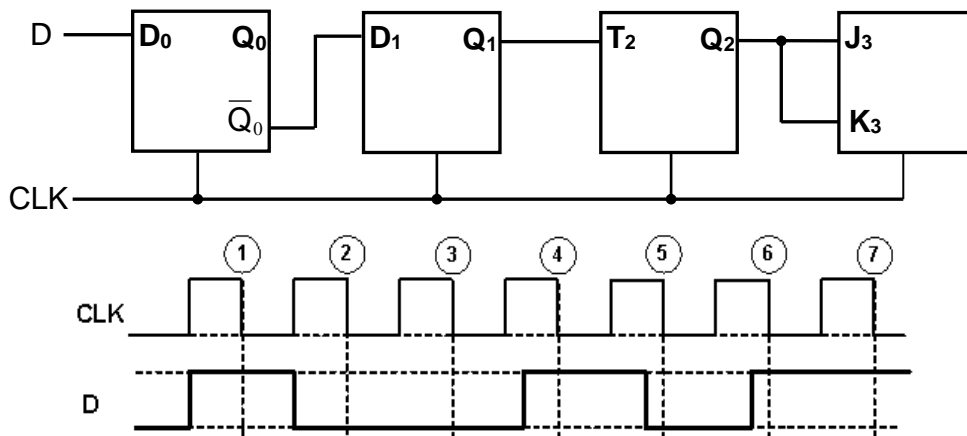 D D₀ Q₀ D₁ Q₁ T₂ Q₂ J₃
Q̅₀ K₃
CLK
1 2 3 4 5 6 7
CLK
D